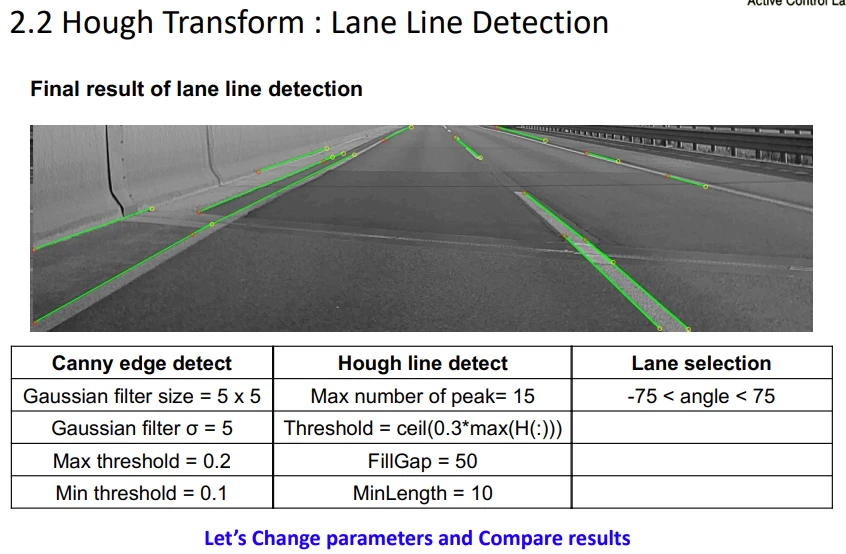 Active Control La
2.2 Hough Transform : Lane Line Detection
Final result of lane line detection
Canny edge detect Hough line detect Lane selection
Gaussian filter size = 5 x 5 Max number of peak= 15 -75 < angle < 75
Gaussian filter σ = 5 Threshold = ceil(0.3*max(H(:)))
Max threshold = 0.2 FillGap = 50
Min threshold = 0.1 MinLength = 10
Let’s Change parameters and Compare results